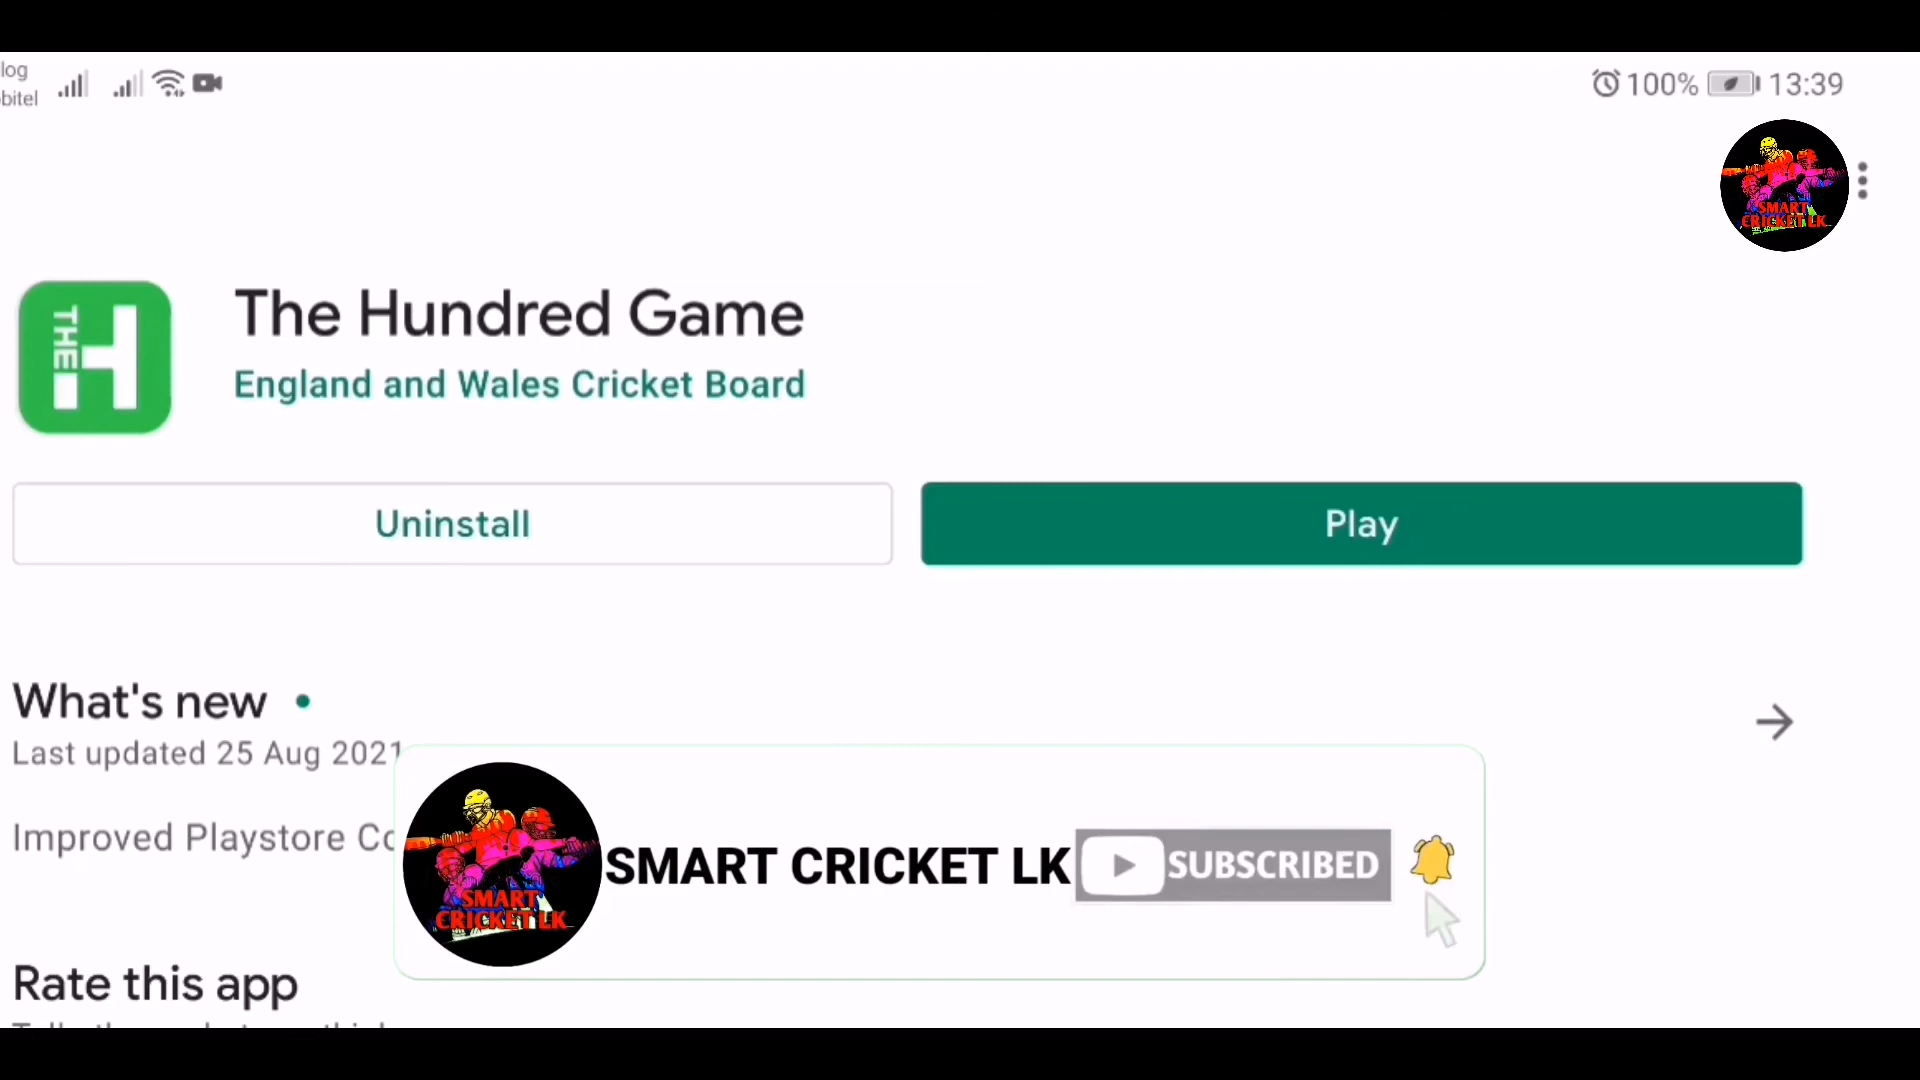 log
bitel
100%
13:39
SMART
CRICKET LK
THE
H
The Hundred Game
England and Wales Cricket Board
Uninstall
Play
What's new
Last updated 25 Aug 2021
Improved Playstore Co
SMART
CRICKET LK
SMART CRICKET LK
SUBSCRIBED
Rate this app